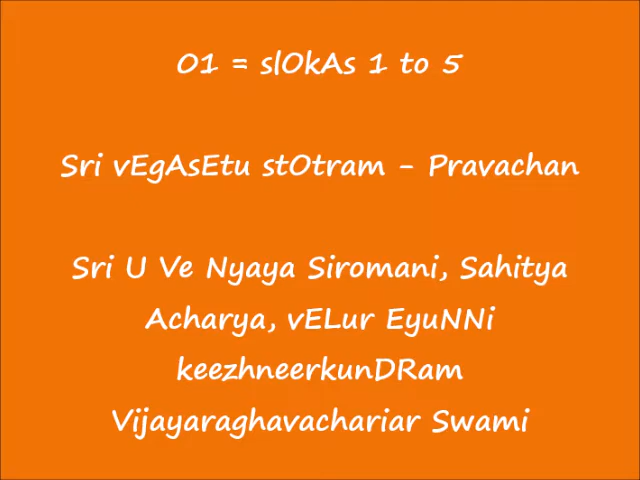 01 = slOkAs 1 to 5
Sri vEgAsEtu stOtram - Pravachan
Sri U Ve Nyaya Siromani, Sahitya
Acharya, vELur EyuNNi
keezhneerkunDRam
Vijayaraghavachariar Swami